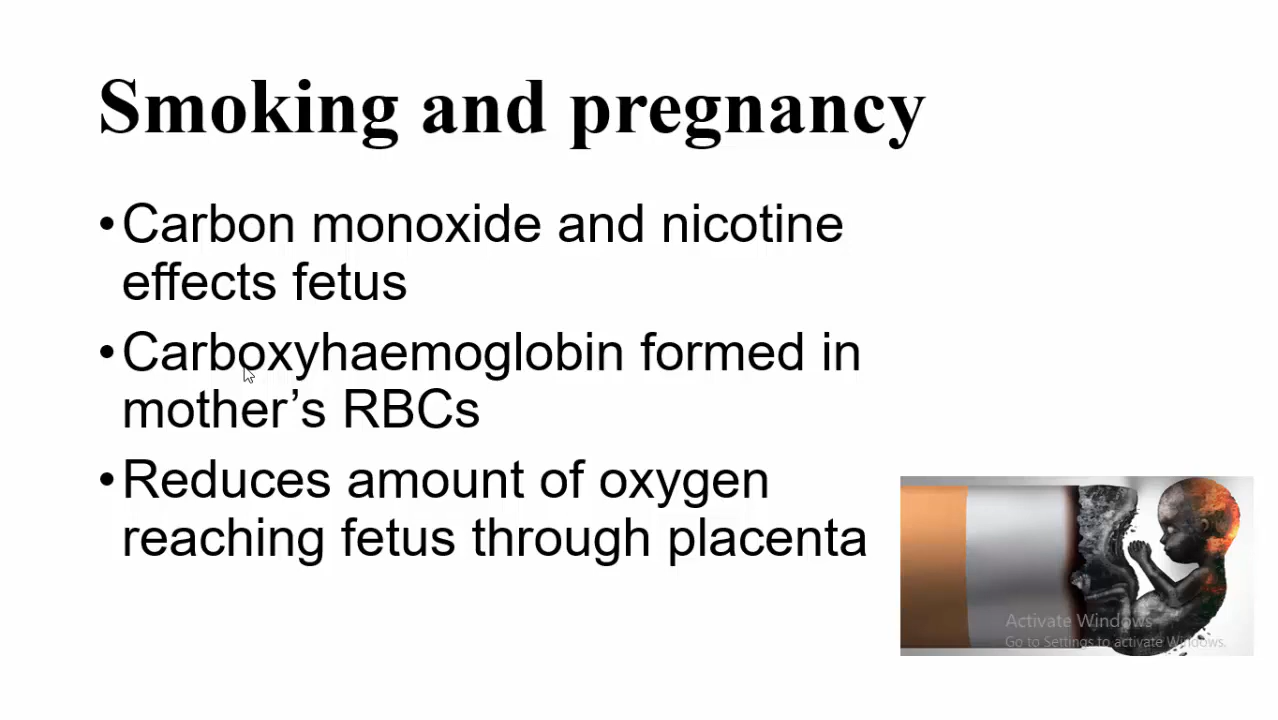 Smoking and pregnancy
•Carbon monoxide and nicotine
effects fetus
•Carboxyhaemoglobin formed in
mother’s RBCs
•Reduces amount of oxygen
reaching fetus through placenta
Activate Windows
Go to Settings to activate Windows.